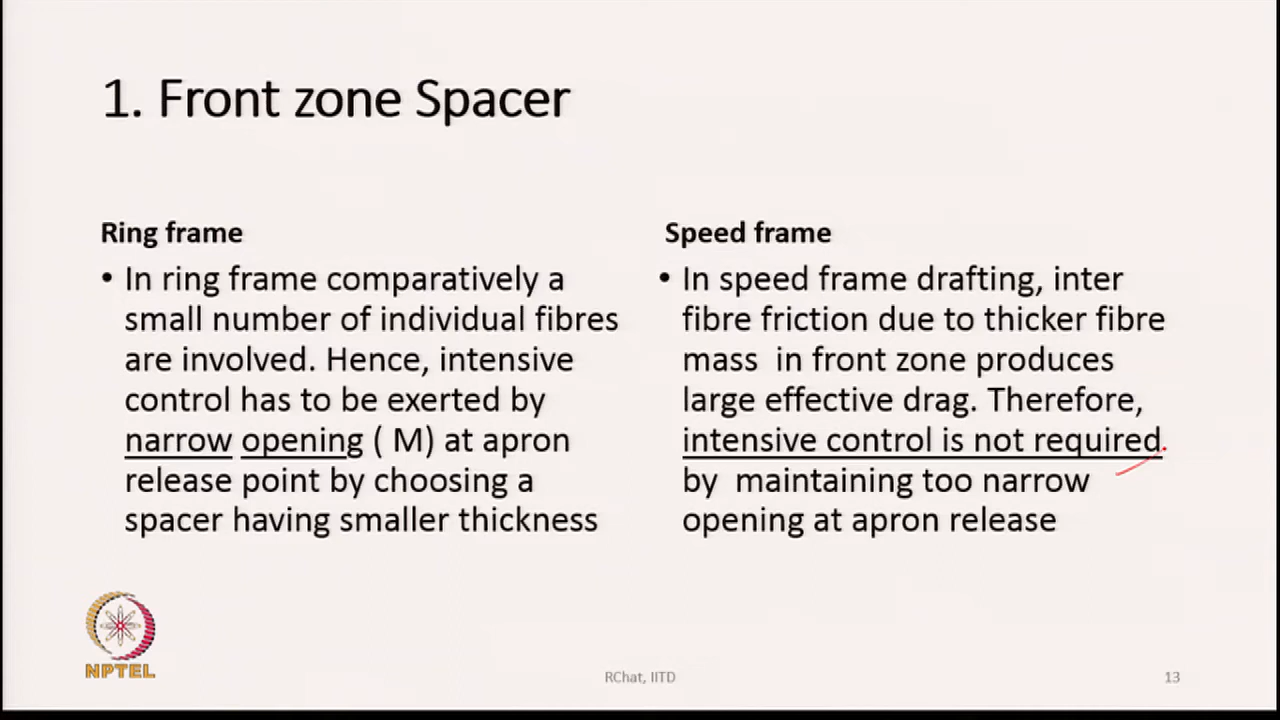 1. Front zone Spacer
Ring frame
• In ring frame comparatively a
small number of individual fibres
are involved. Hence, intensive
control has to be exerted by
narrow opening ( M) at apron
release point by choosing a
spacer having smaller thickness
Speed frame
• In speed frame drafting, inter
fibre friction due to thicker fibre
mass in front zone produces
large effective drag. Therefore,
intensive control is not required
by maintaining too narrow
opening at apron release
NPTEL
RChat, IITD
13